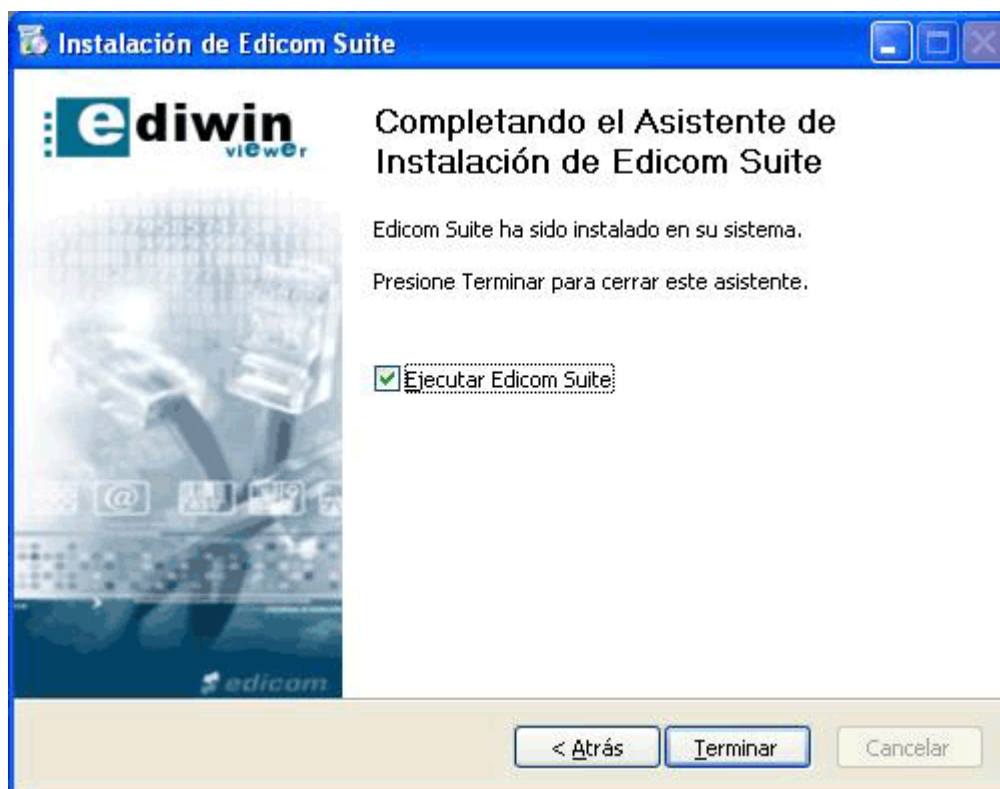 Instalación de Edicom Suite
ediwin
viewer
Completando el Asistente de
Instalación de Edicom Suite
Edicom Suite ha sido instalado en su sistema.
Presione Terminar para cerrar este asistente.
Ejecutar Edicom Suite
@
edicom
< Atrás
Terminar
Cancelar